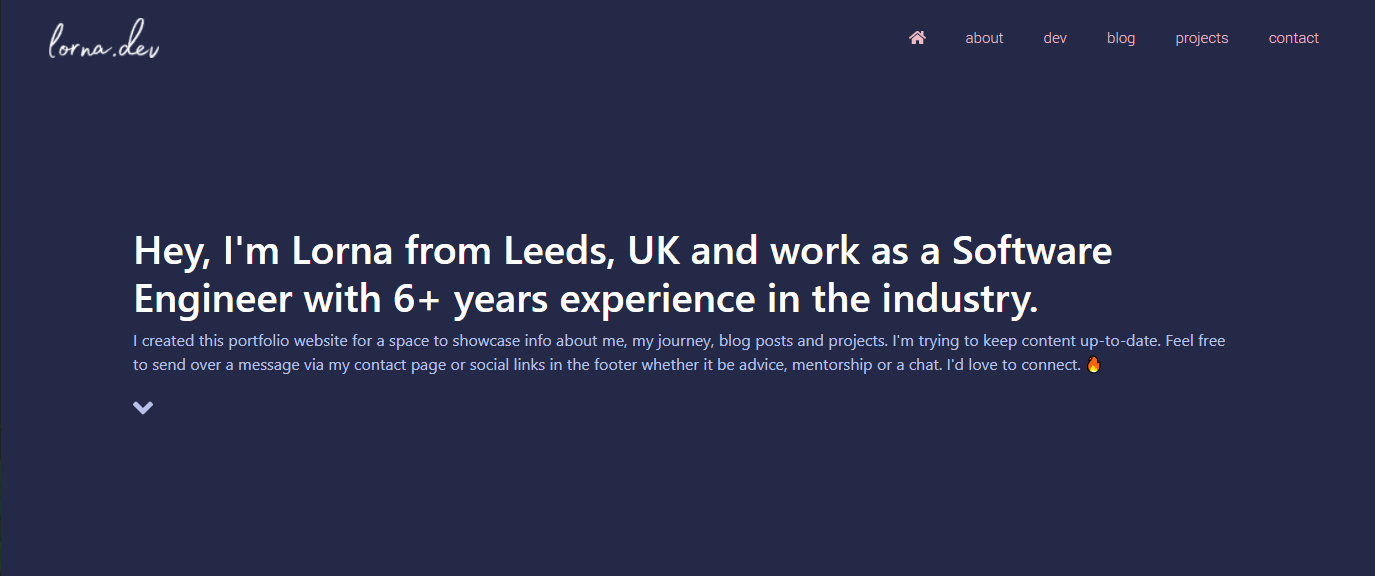 lorna.dev
about dev blog projects contact
Hey, I'm Lorna from Leeds, UK and work as a Software
Engineer with 6+ years experience in the industry.
I created this portfolio website for a space to showcase info about me, my journey, blog posts and projects. I'm trying to keep content up-to-date. Feel free
to send over a message via my contact page or social links in the footer whether it be advice, mentorship or a chat. I'd love to connect. 🔥